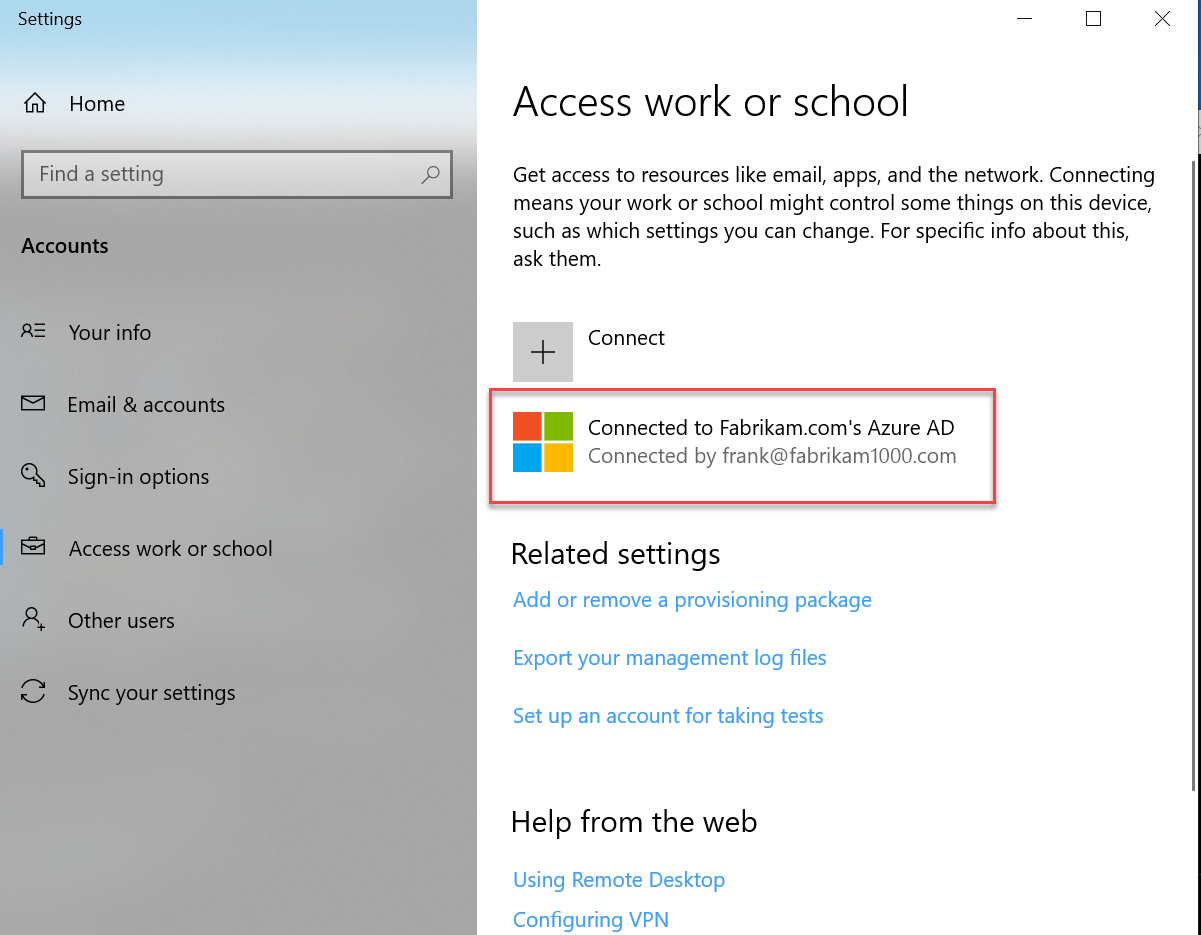 Settings
Home
Find a setting
Accounts
Your info
Email & accounts
Sign-in options
Access work or school
Other users
Sync your settings
Access work or school
Get access to resources like email, apps, and the network. Connecting
means your work or school might control some things on this device,
such as which settings you can change. For specific info about this,
ask them.
Connect
Connected to Fabrikam.com's Azure AD
Connected by frank@fabrikam1000.com
Related settings
Add or remove a provisioning package
Export your management log files
Set up an account for taking tests
Help from the web
Using Remote Desktop
Configuring VPN